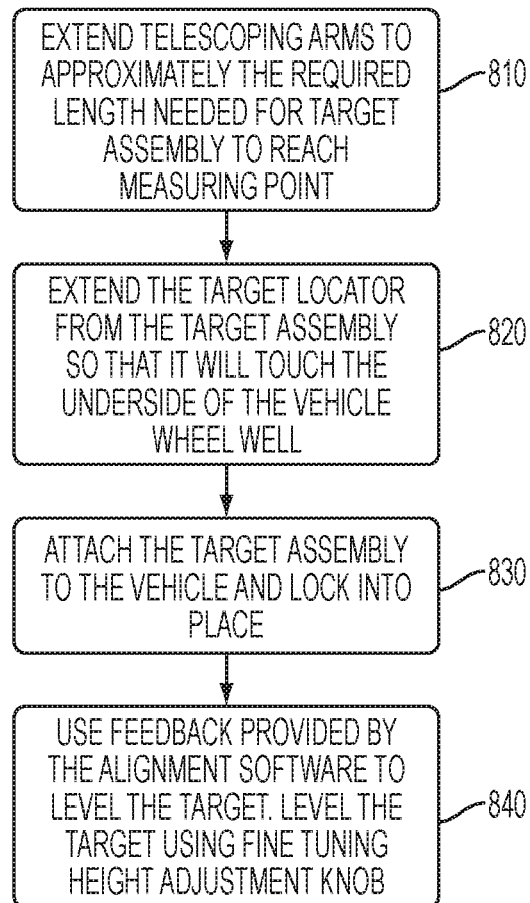 EXTEND TELESCOPING ARMS TO
APPROXIMATELY THE REQUIRED
LENGTH NEEDED FOR TARGET
ASSEMBLY TO REACH
MEASURING POINT
810
EXTEND THE TARGET LOCATOR
FROM THE TARGET ASSEMBLY
SO THAT IT WILL TOUCH THE
UNDERSIDE OF THE VEHICLE
WHEEL WELL
820
ATTACH THE TARGET ASSEMBLY
TO THE VEHICLE AND LOCK INTO
PLACE
830
USE FEEDBACK PROVIDED BY
THE ALIGNMENT SOFTWARE TO
LEVEL THE TARGET. LEVEL THE
TARGET USING FINE TUNING
HEIGHT ADJUSTMENT KNOB
840